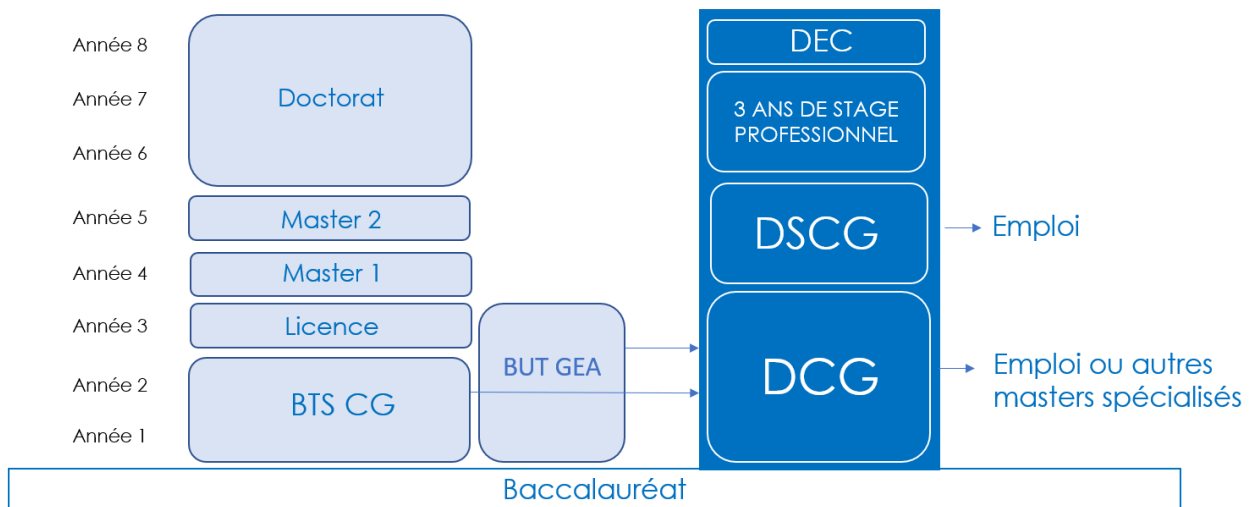 Année 8
Année 7
Année 6
Année 5
Année 4
Année 3
Année 2
Année 1
Doctorat
Master 2
Master 1
Licence
BTS CG
BUT GEA
DEC
3 ANS DE STAGE
PROFESSIONNEL
DSCG
DCG
Emploi
Emploi ou autres
masters spécialisés
Baccalauréat